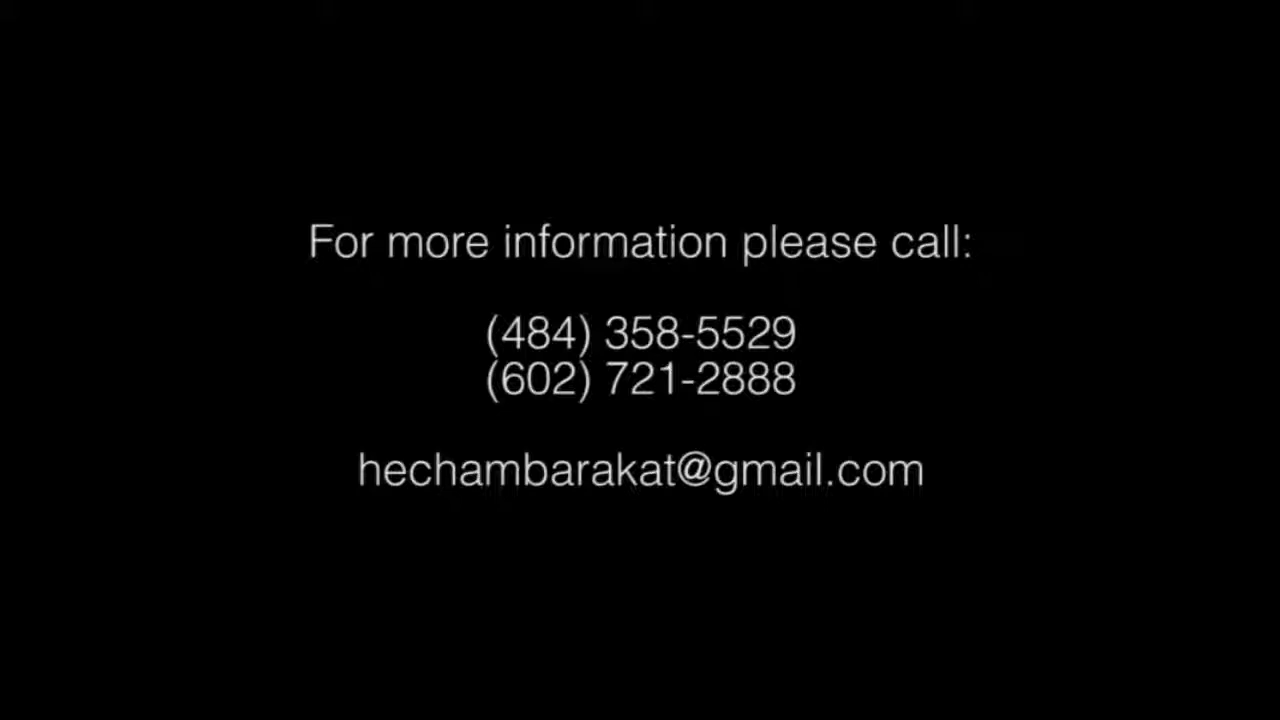 For more information please call:
(484) 358-5529
(602) 721-2888
hechambarakat@gmail.com